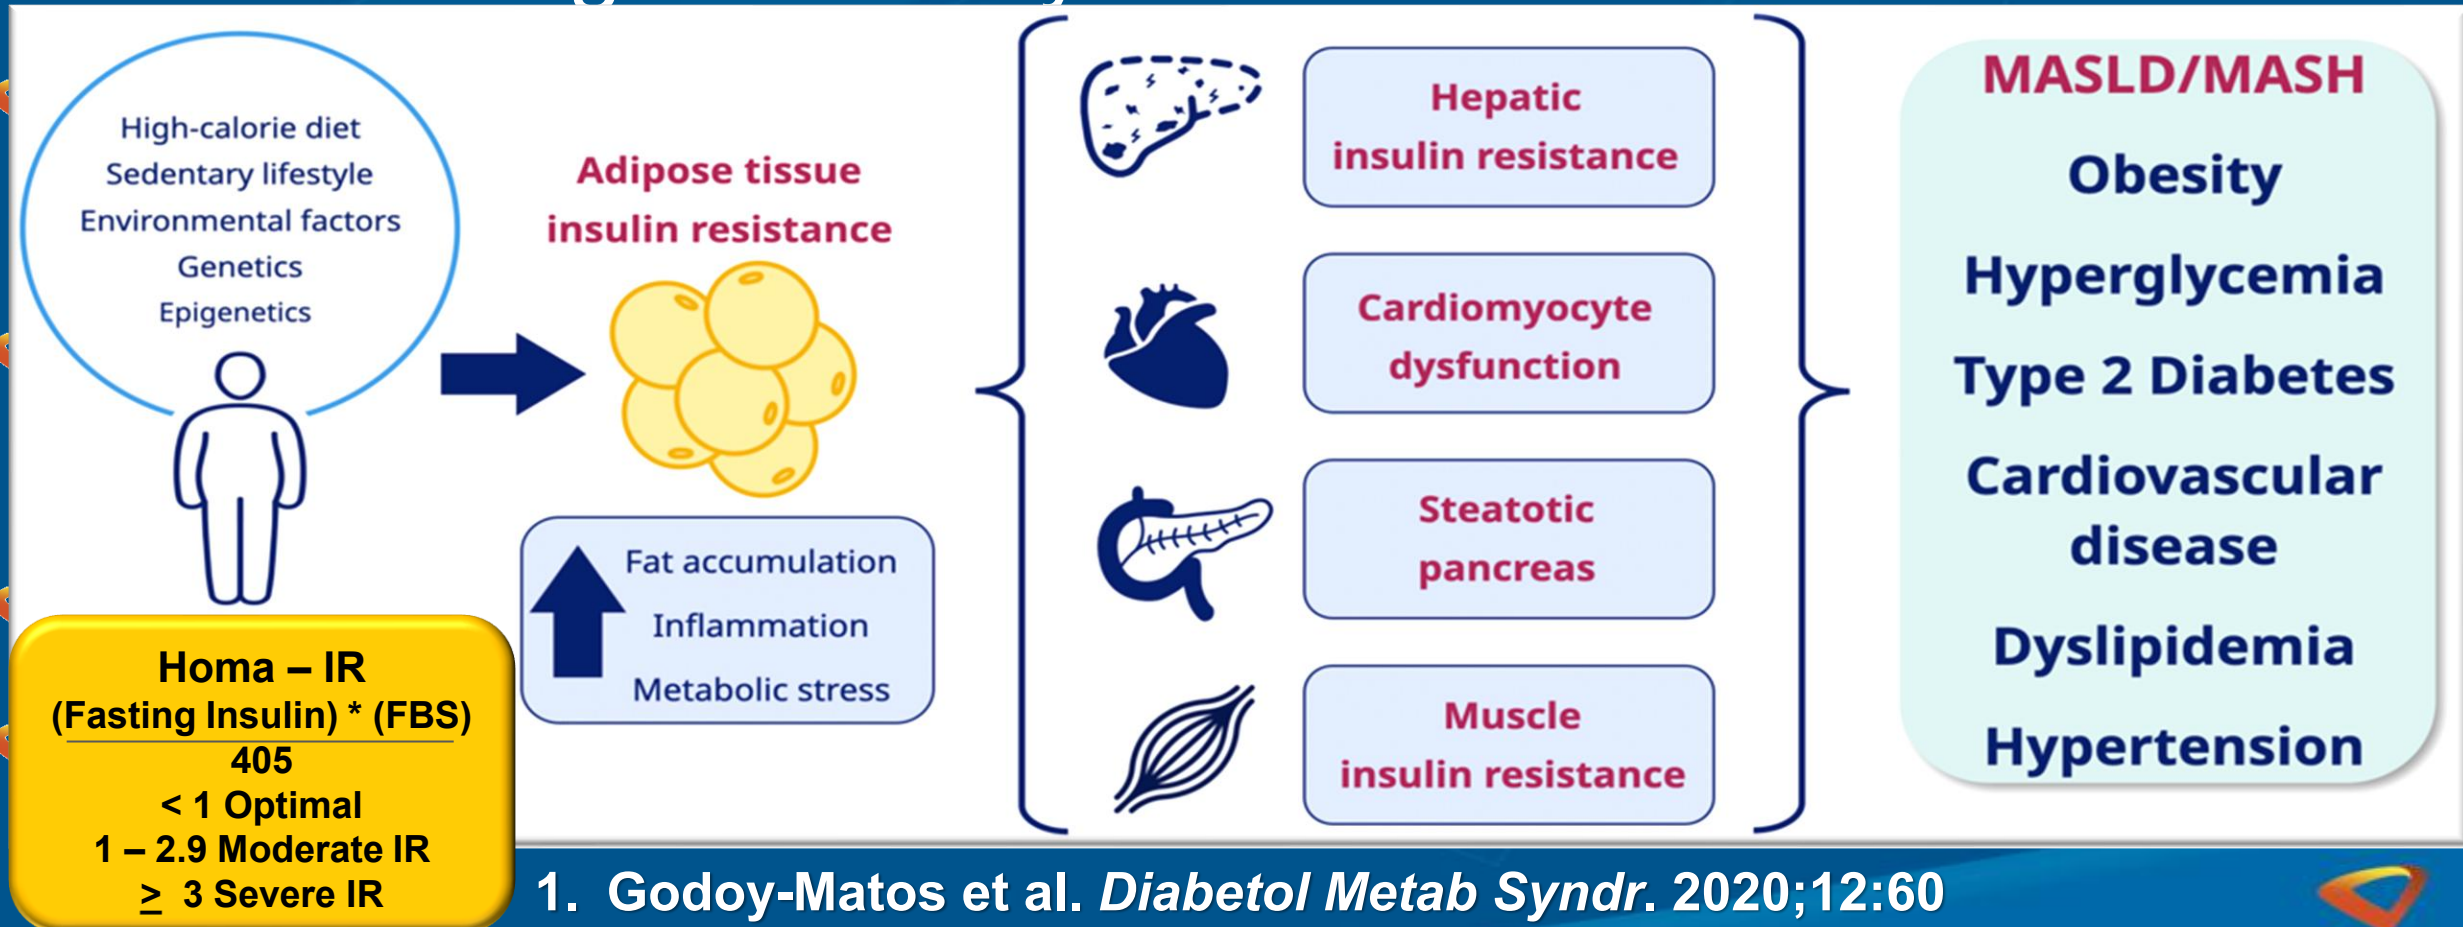 High-calorie diet
Sedentary lifestyle
Environmental factors
Genetics
Epigenetics
Adipose tissue
insulin resistance
Fat accumulation
Inflammation
Metabolic stress
Hepatic
insulin resistance
Cardiomyocyte
dysfunction
Steatotic
pancreas
Muscle
insulin resistance
MASLD/MASH
Obesity
Hyperglycemia
Type 2 Diabetes
Cardiovascular
disease
Dyslipidemia
Hypertension
Homa – IR
(Fasting Insulin) * (FBS)
405
< 1 Optimal
1 – 2.9 Moderate IR
≥ 3 Severe IR
1. Godoy-Matos et al. Diabetol Metab Syndr. 2020;12:60